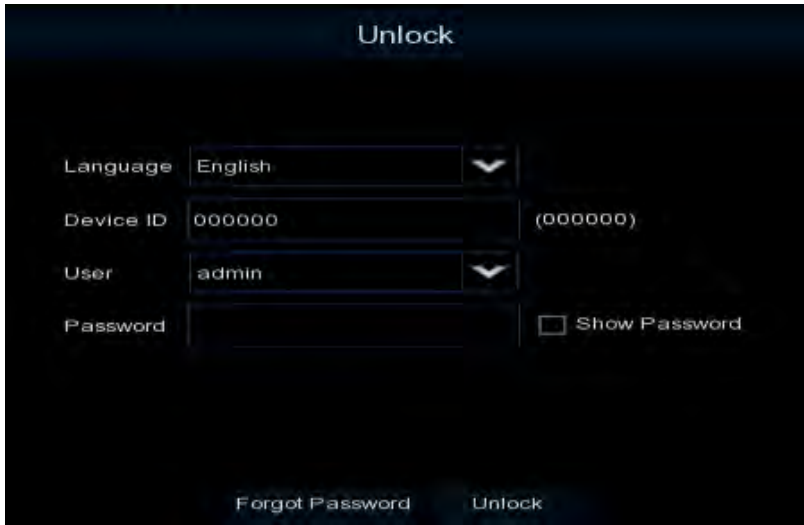 Unlock
Language English
Device ID 000000 (000000)
User admin
Password Show Password
Forgot Password Unlock